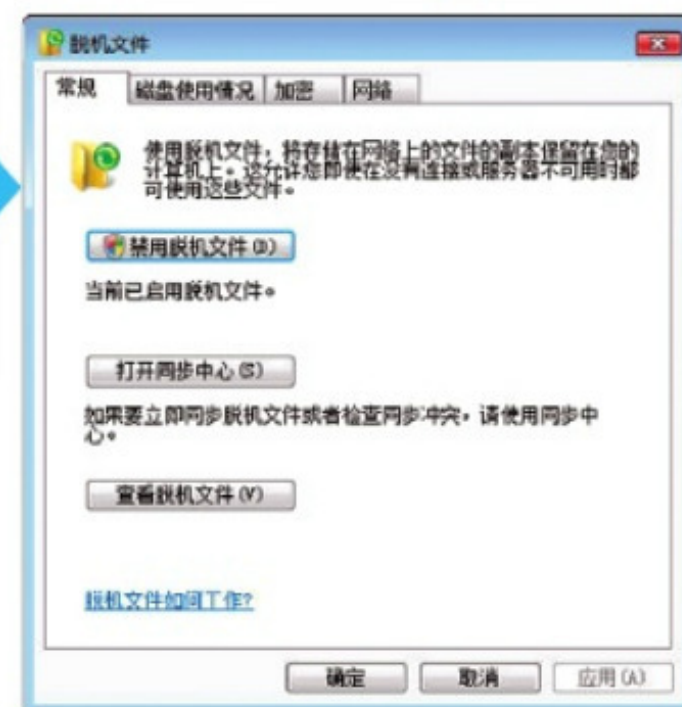 脱机文件
常规 磁盘使用情况 加密 网络
使用脱机文件，将存储在网络上的文件的副本保留在您的
计算机上。这允许您即使在没有连接或服务器不可用时都
可使用这些文件。
禁用脱机文件(D)
当前已启用脱机文件。
打开同步中心(S)
如果要立即同步脱机文件或者检查同步冲突，请使用同步中
心。
查看脱机文件(V)
脱机文件如何工作?
确定 取消 应用(A)